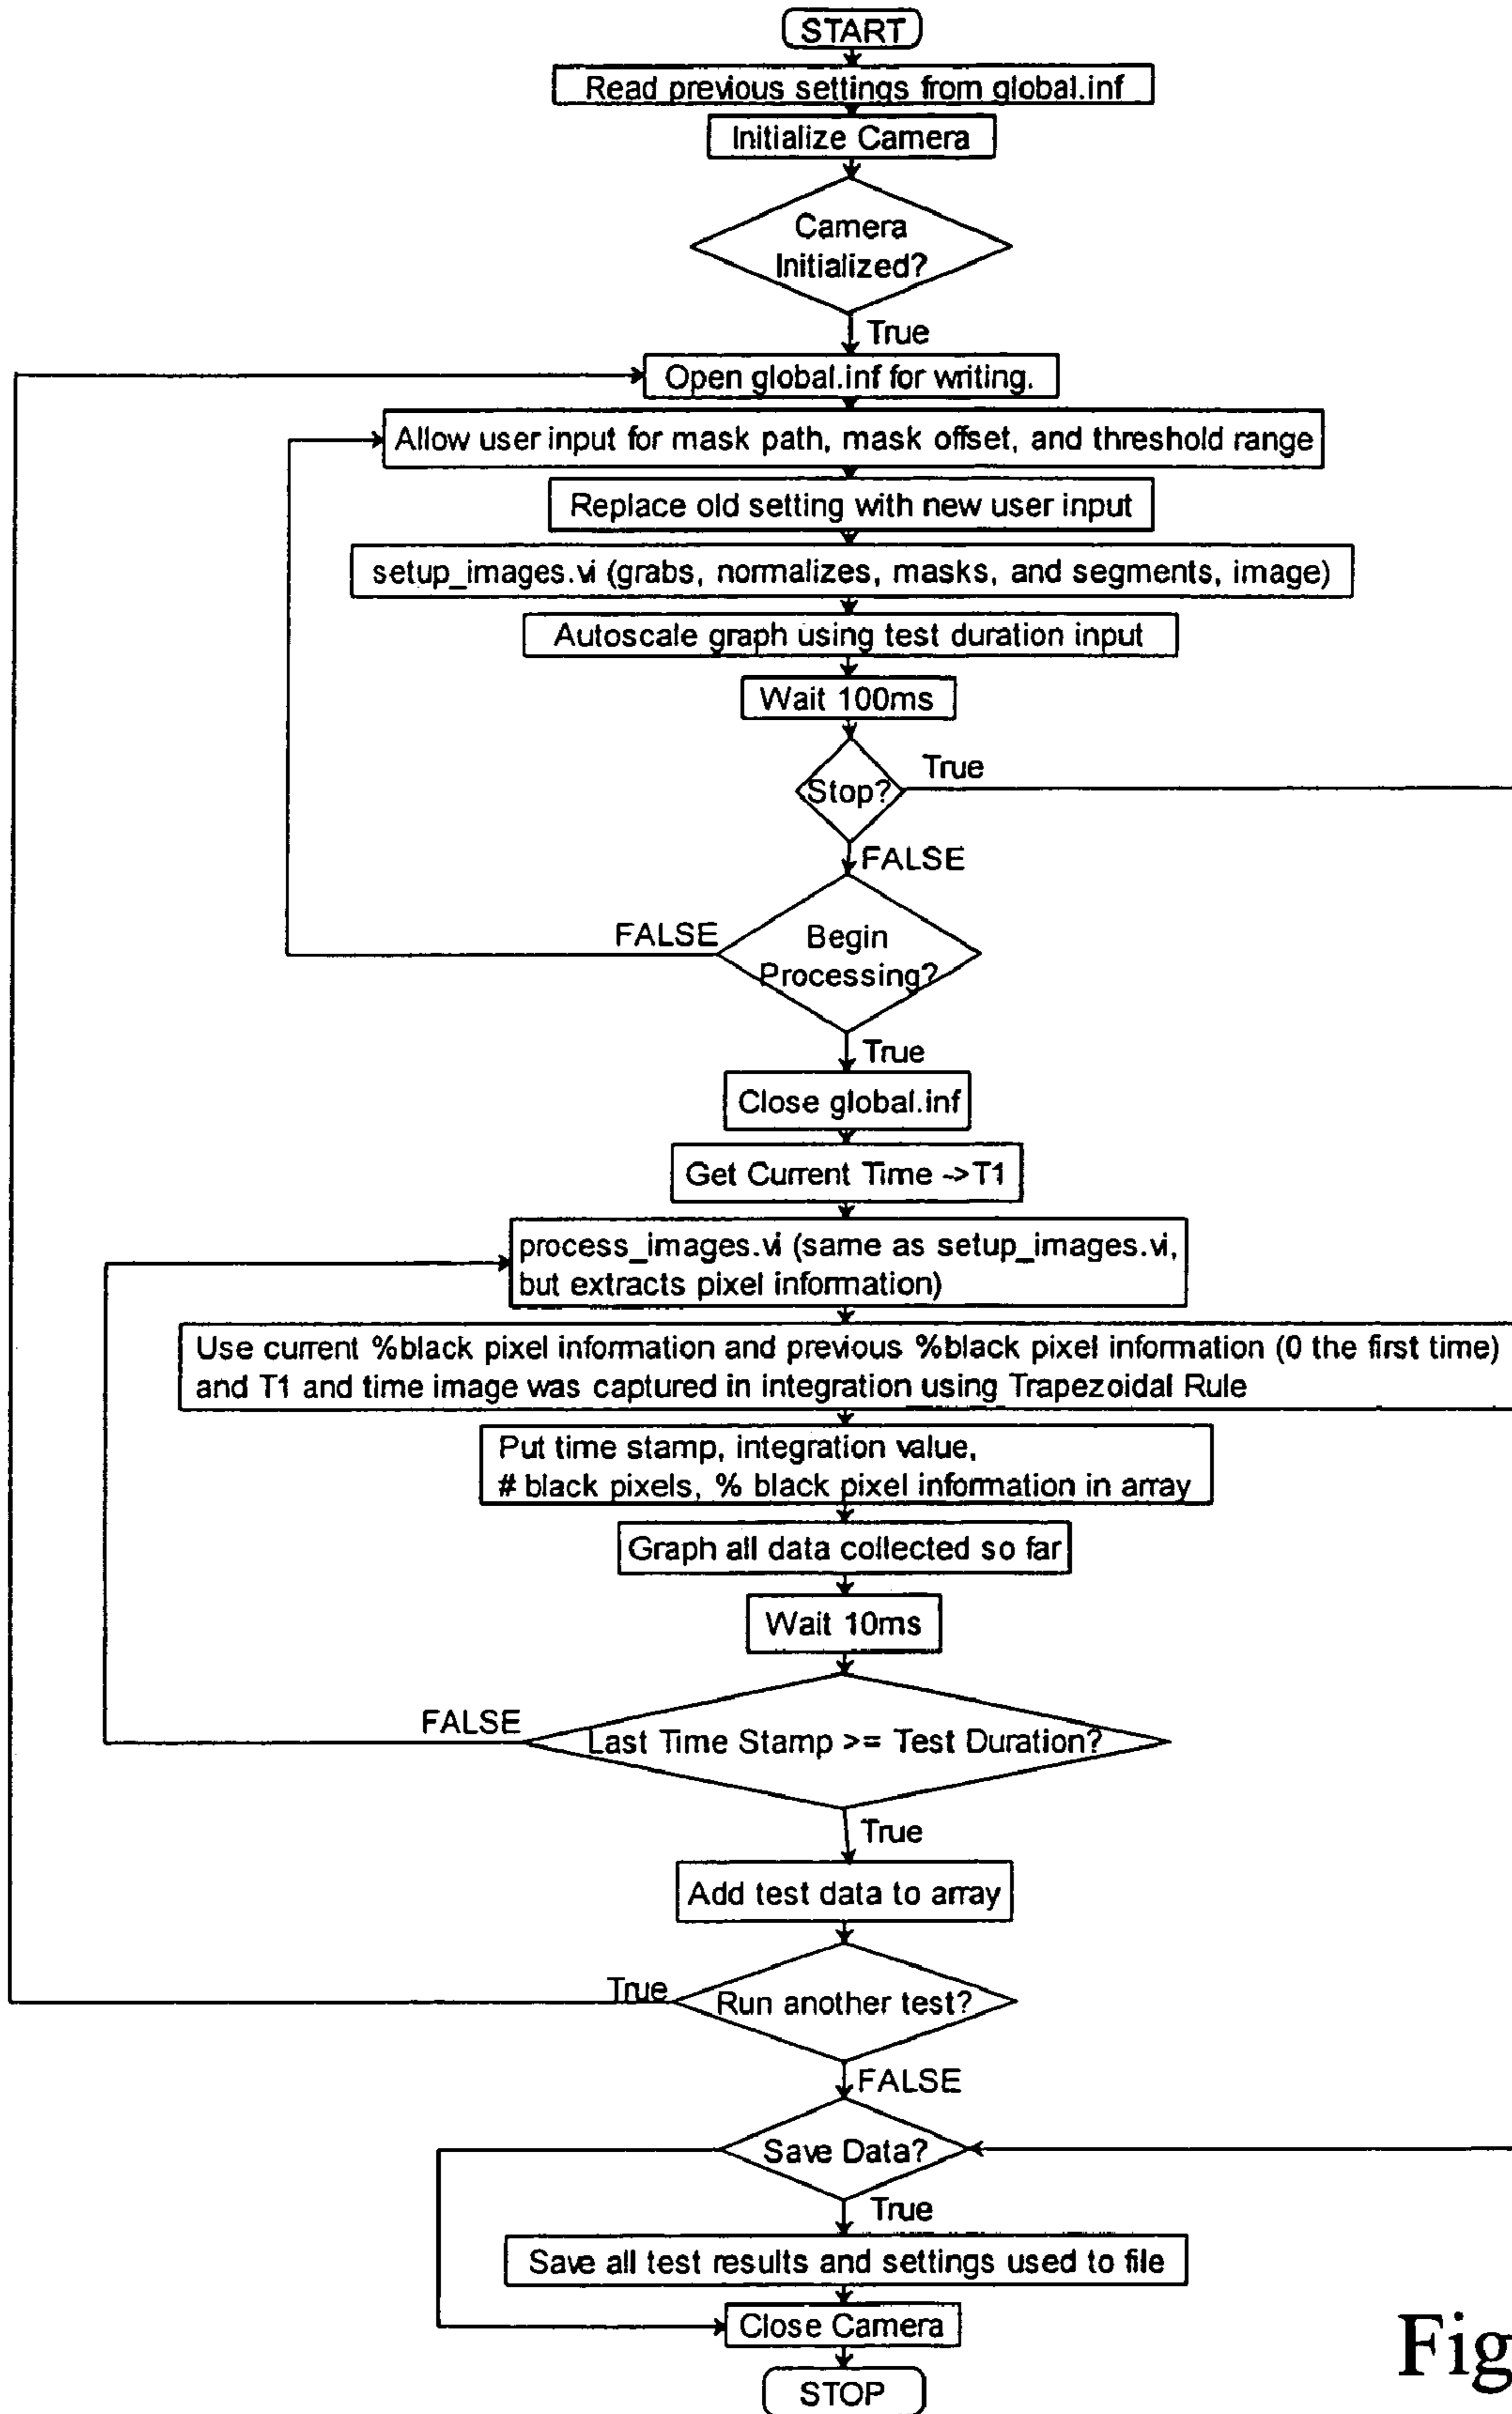 START
Read previous settings from global.inf
Initialize Camera
Camera
Initialized?
True
Open global.inf for writing.
Allow user input for mask path, mask offset, and threshold range
Replace old setting with new user input
setup_images.vi (grabs, normalizes, masks, and segments, image)
Autoscale graph using test duration input
Wait 100ms
True
Stop?
FALSE
FALSE
Begin
Processing?
True
Close global.inf
Get Current Time ->T1
process_images.vi (same as setup_images.vi,
but extracts pixel information)
Use current %black pixel information and previous %black pixel information (0 the first time)
and T1 and time image was captured in integration using Trapezoidal Rule
Put time stamp, integration value,
# black pixels, % black pixel information in array
Graph all data collected so far
Wait 10ms
FALSE
Last Time Stamp >= Test Duration?
True
Add test data to array
True
Run another test?
FALSE
Save Data?
True
Save all test results and settings used to file
Close Camera
Fig
STOP